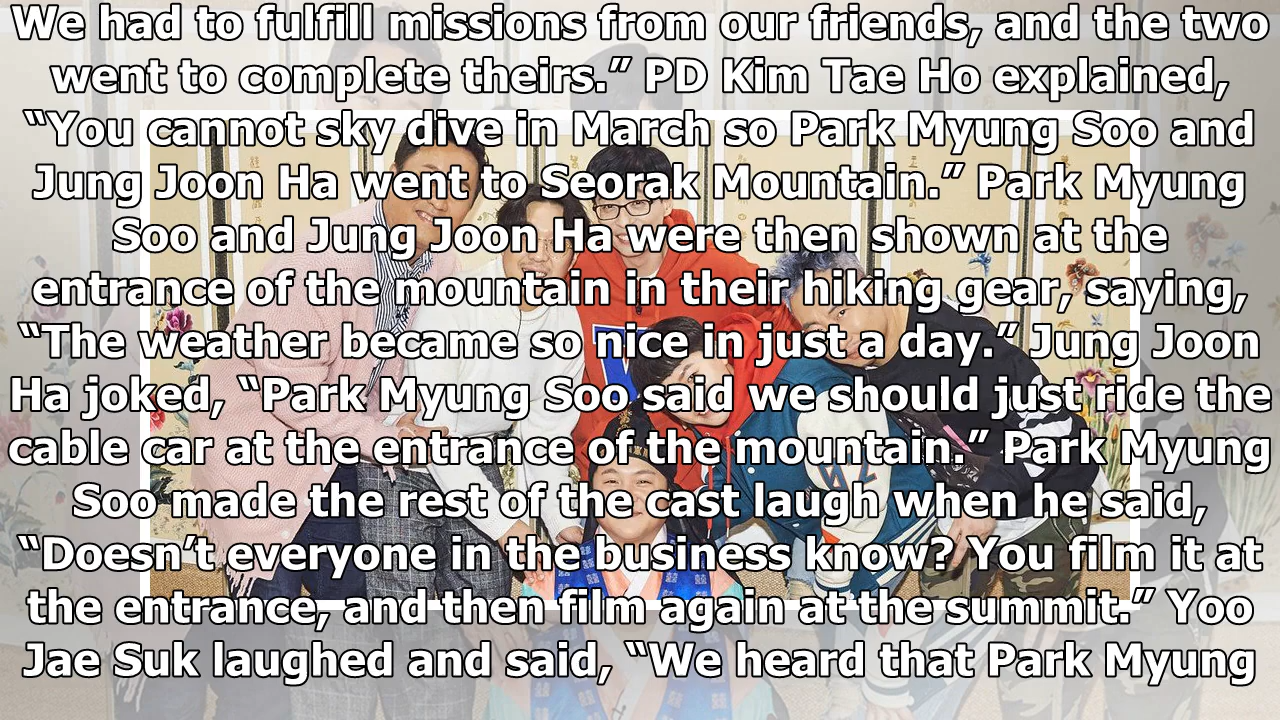 We had to fulfill missions from our friends, and the two
went to complete theirs.” PD Kim Tae Ho explained,
“You cannot sky dive in March so Park Myung Soo and
Jung Joon Ha went to Seorak Mountain.” Park Myung
Soo and Jung Joon Ha were then shown at the
entrance of the mountain in their hiking gear, saying,
“The weather became so nice in just a day.” Jung Joon
Ha joked, “Park Myung Soo said we should just ride the
cable car at the entrance of the mountain.” Park Myung
Soo made the rest of the cast laugh when he said,
“Doesn’t everyone in the business know? You film it at
the entrance, and then film again at the summit.” Yoo
Jae Suk laughed and said, “We heard that Park Myung